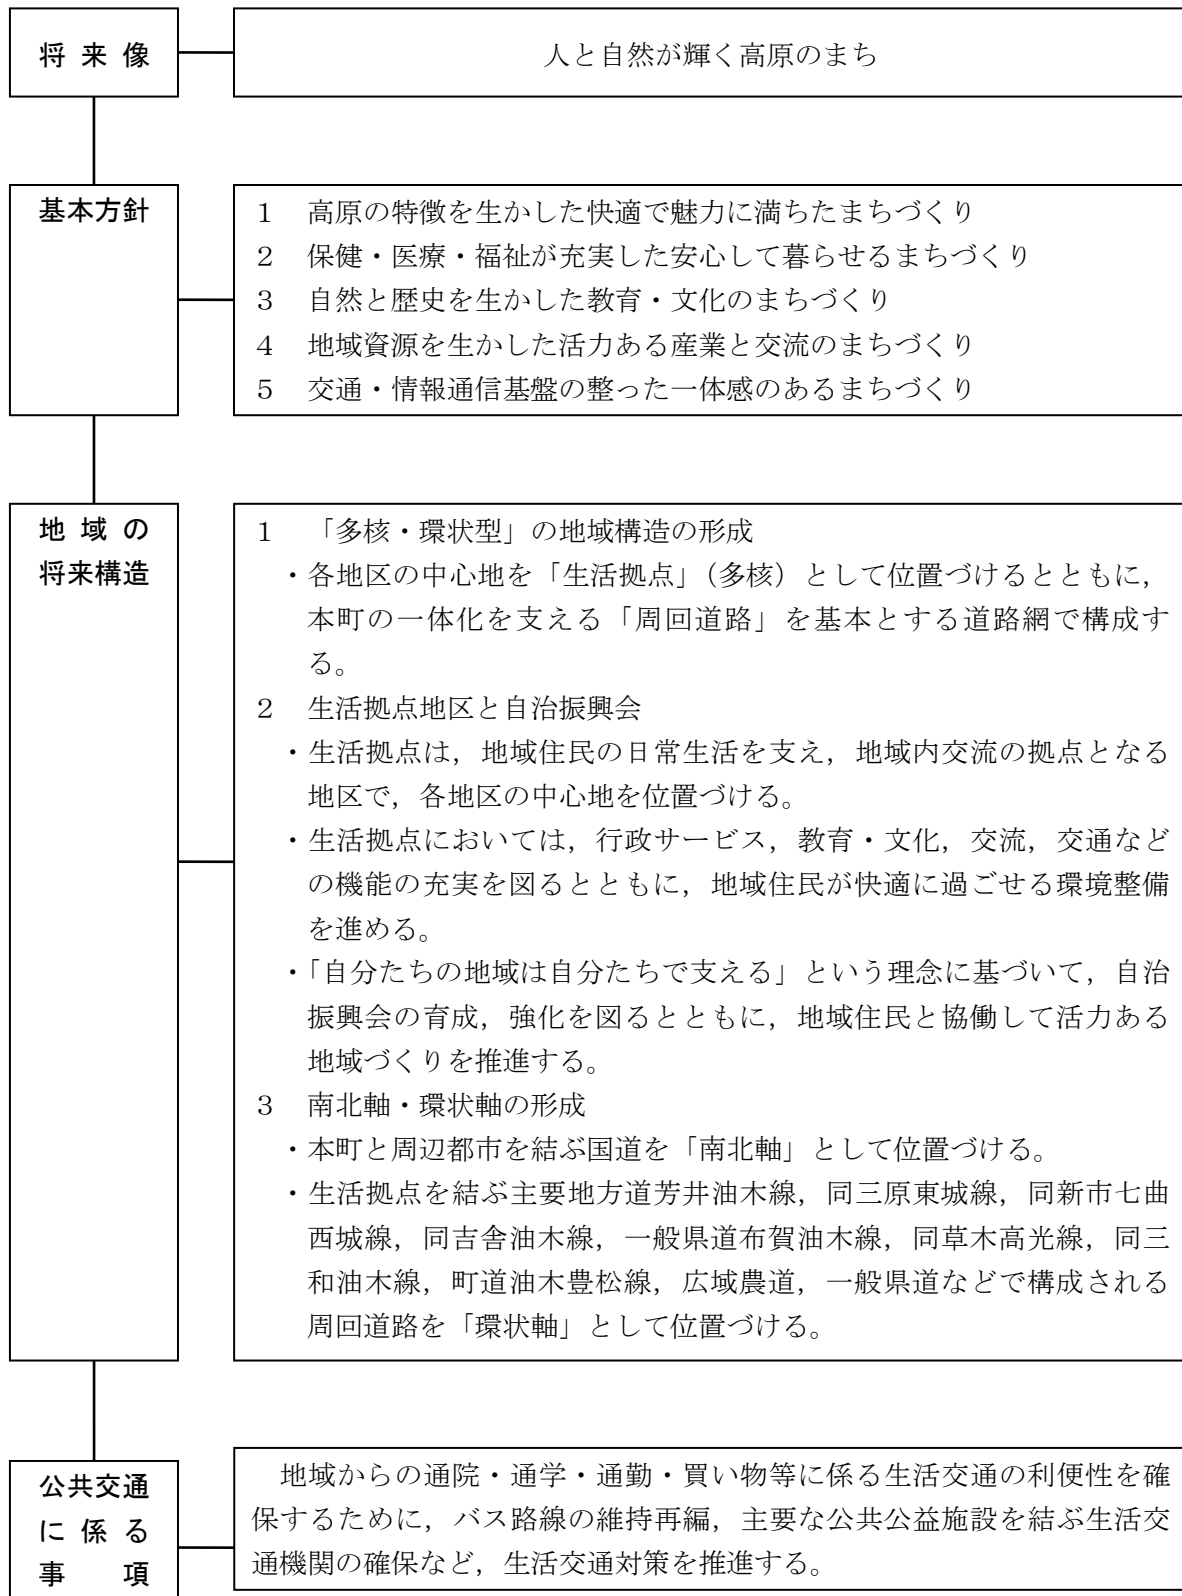 将来像
人と自然が輝く高原のまち
基本方針
１　高原の特徴を生かした快適で魅力に満ちたまちづくり
２　保健・医療・福祉が充実した安心して暮らせるまちづくり
３　自然と歴史を生かした教育・文化のまちづくり
４　地域資源を生かした活力ある産業と交流のまちづくり
５　交通・情報通信基盤の整った一体感のあるまちづくり
地域の
将来構造
１　「多核・環状型」の地域構造の形成
・各地区の中心地を「生活拠点」（多核）として位置づけるとともに，
本町の一体化を支える「周回道路」を基本とする道路網で構成す
る。
２　生活拠点地区と自治振興会
・生活拠点は，地域住民の日常生活を支え，地域内交流の拠点となる
地区で，各地区の中心地を位置づける。
・生活拠点においては，行政サービス，教育・文化，交流，交通など
の機能の充実を図るとともに，地域住民が快適に過ごせる環境整備
を進める。
・「自分たちの地域は自分たちで支える」という理念に基づいて，自治
振興会の育成，強化を図るとともに，地域住民と協働して活力ある
地域づくりを推進する。
３　南北軸・環状軸の形成
・本町と周辺都市を結ぶ国道を「南北軸」として位置づける。
・生活拠点を結ぶ主要地方道芳井油木線，同三原東城線，同新市七曲
西城線，同吉舎油木線，一般県道布賀油木線，同草木高光線，同三
和油木線，町道油木豊松線，広域農道，一般県道などで構成される
周回道路を「環状軸」として位置づける。
公共交通
に係る
事項
地域からの通院・通学・通勤・買い物等に係る生活交通の利便性を確
保するために，バス路線の維持再編，主要な公共公益施設を結ぶ生活交
通機関の確保など，生活交通対策を推進する。